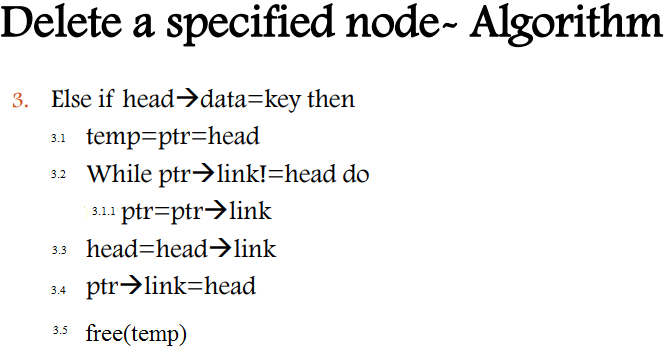 Delete a specified node~ Algorithm
3. Else if head→data=key then
3.1 temp=ptr=head
3.2 While ptr→link!=head do
3.1.1 ptr=ptr→link
3.3 head=head→link
3.4 ptr→link=head
3.5 free(temp)